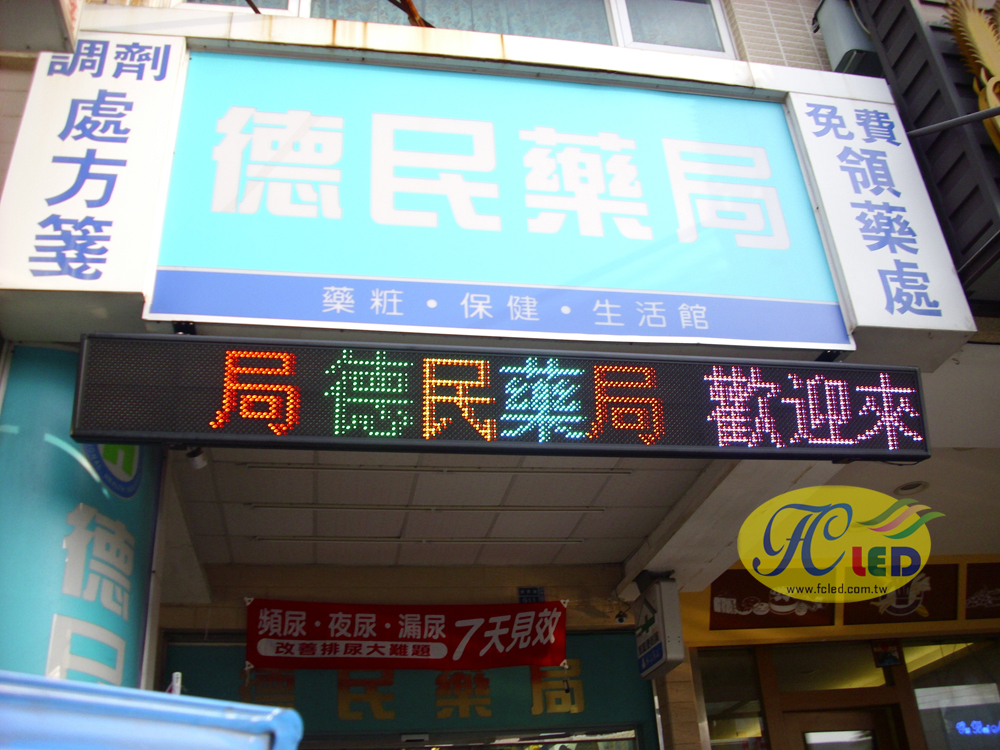 調劑
處方箋
德民藥局
藥粧・保健・生活館
免費
領藥處
局 德民藥局 歡迎來
德民
FC LED
www.fcled.com.tw
頻尿・夜尿・漏尿
改善排尿大難題
7天見效
德民藥局